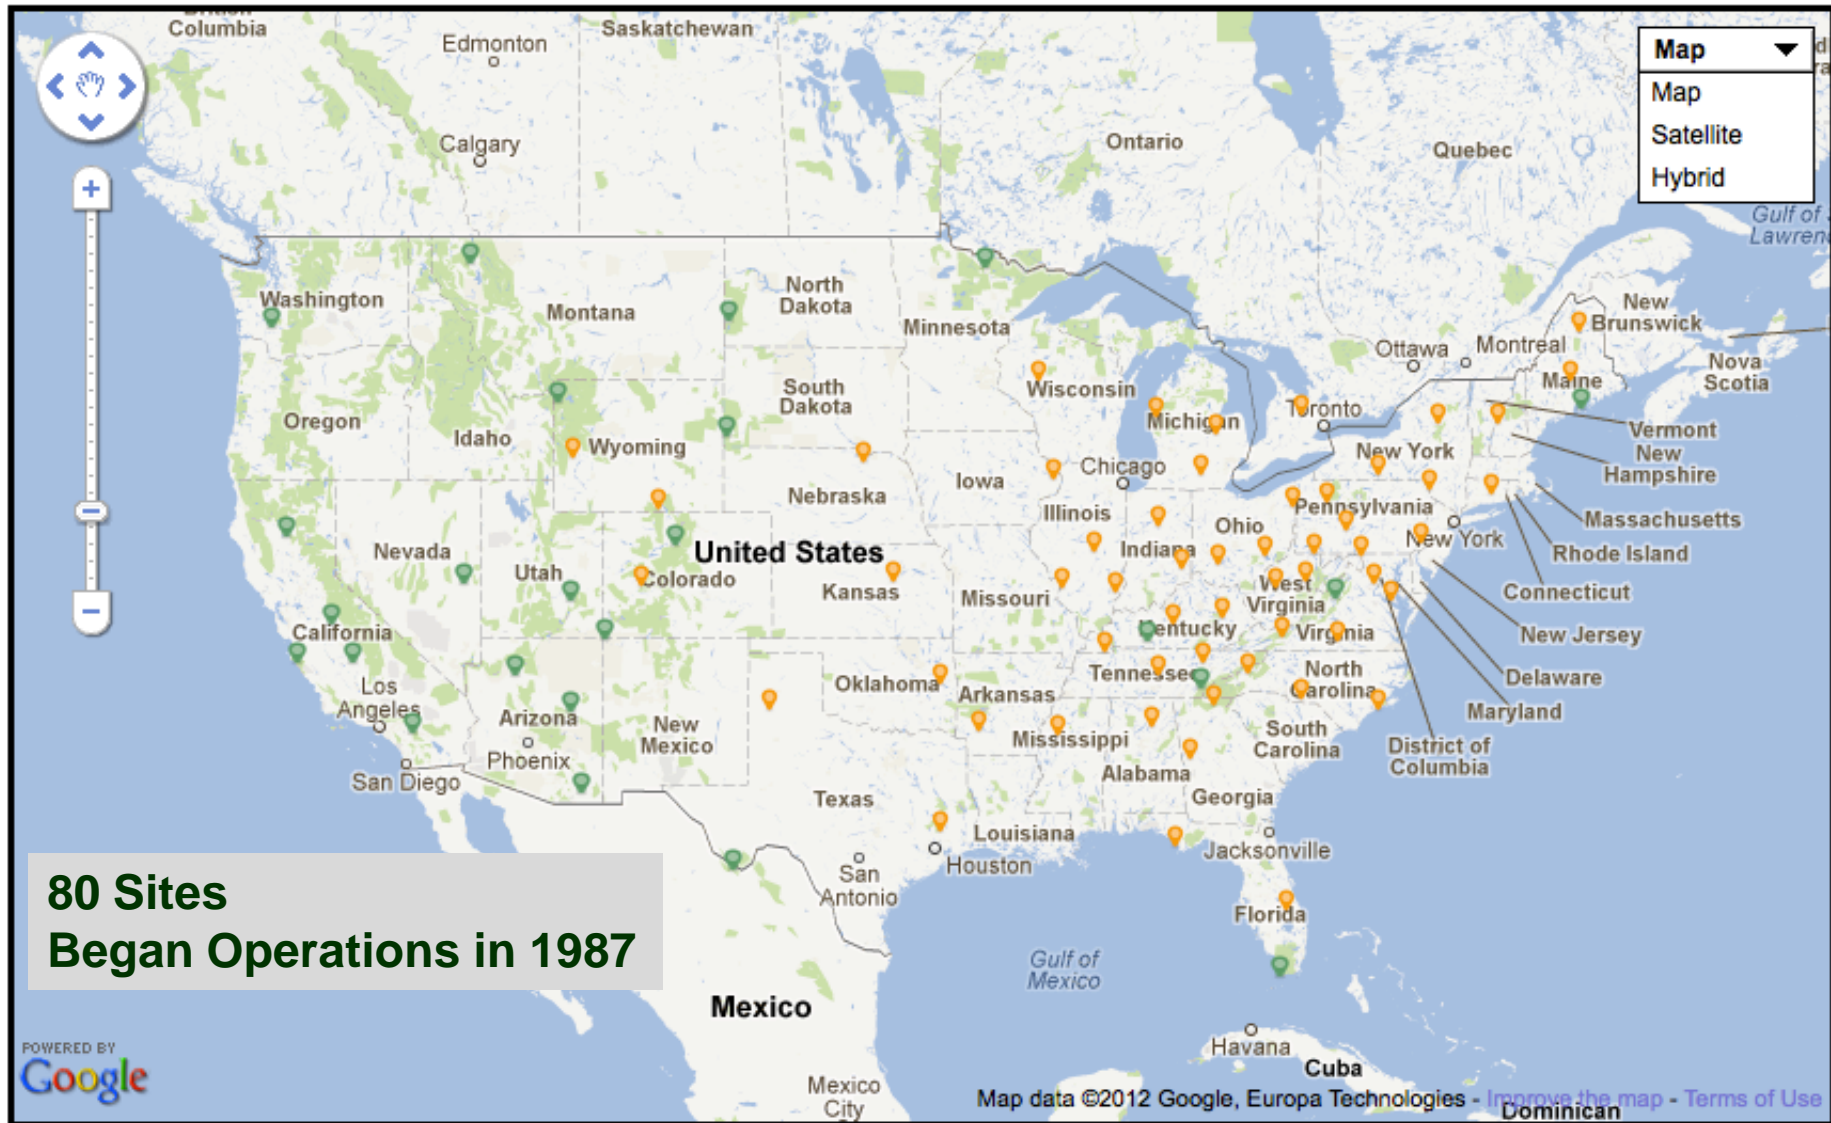 British
Columbia
Edmonton
Saskatchewan
Map
Map
Satellite
Hybrid
Calgary
Ontario
Quebec
Gulf of
Lawren
Washington
Montana
North
Dakota
Minnesota
New
Brunswick
Ottawa
Montreal
Nova
Scotia
Oregon
Idaho
Wyoming
South
Dakota
Wisconsin
Michigan
Toronto
Maine
Vermont
New
Hampshire
New York
Iowa
Chicago
Nebraska
Illinois
Ohio
Pennsylvania
Massachusetts
Nevada
Utah
United States
Colorado
Kansas
Missouri
Indiana
West
Virginia
New York
Rhode Island
Connecticut
California
Kentucky
Virginia
New Jersey
Los
Angeles
Arizona
Phoenix
New
Mexico
Oklahoma
Arkansas
Tennessee
North
Carolina
Delaware
Maryland
San Diego
Mississippi
South
Carolina
District of
Columbia
Texas
Alabama
Georgia
Louisiana
Jacksonville
Houston
San
Antonio
Florida
80 Sites
Began Operations in 1987
Gulf of
Mexico
Mexico
Havana
Cuba
POWERED BY
Google
Mexico
City
Map data ©2012 Google, Europa Technologies - Improve the map - Terms of Use
Dominican